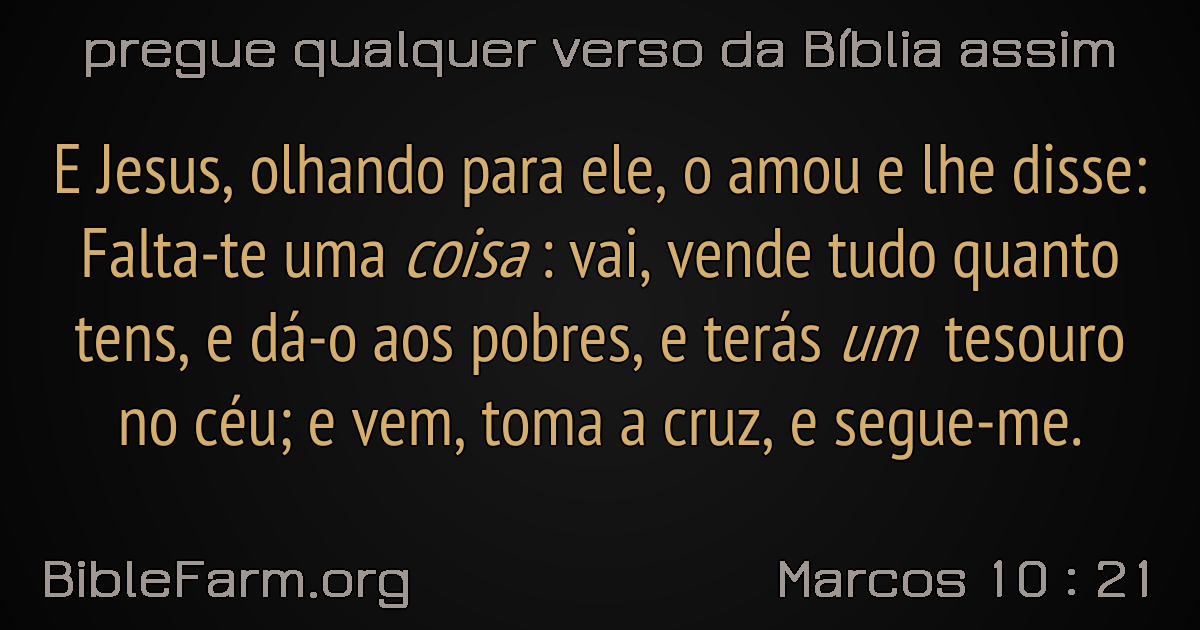 pregue qualquer verso da Bíblia assim
E Jesus, olhando para ele, o amou e lhe disse:
Falta-te uma coisa : vai, vende tudo quanto
tens, e dá-o aos pobres, e terás um tesouro
no céu; e vem, toma a cruz, e segue-me.
BibleFarm.org
Marcos 10 : 21